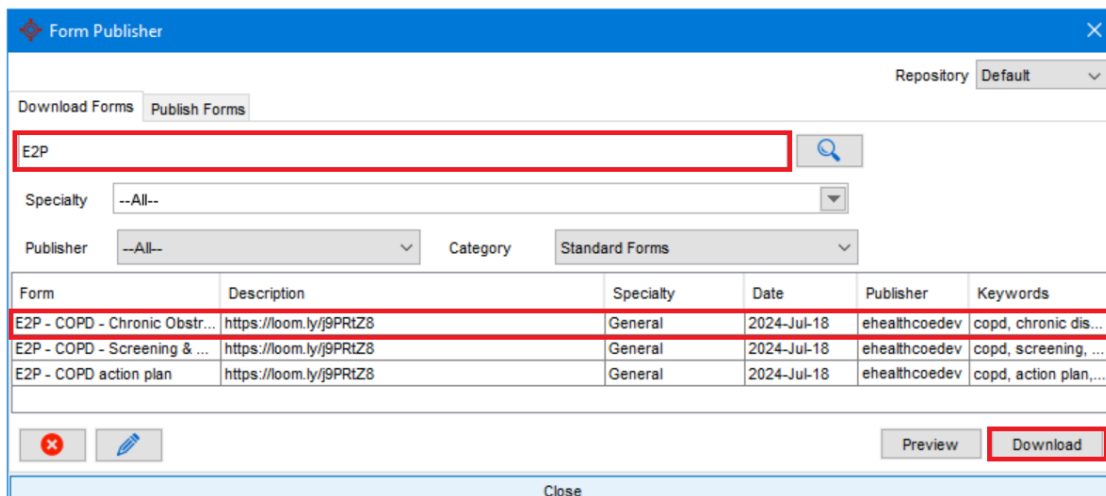 Form Publisher
Repository Default
Download Forms Publish Forms
E2P
Specialty --All--
Publisher --All-- Category Standard Forms
Form Description Specialty Date Publisher Keywords
E2P - COPD - Chronic Obstr... https://loom.ly/j9PRtZ8 General 2024-Jul-18 ehealthcoedev copd, chronic dis...
E2P - COPD - Screening & ... https://loom.ly/j9PRtZ8 General 2024-Jul-18 ehealthcoedev copd, screening, ...
E2P - COPD action plan https://loom.ly/j9PRtZ8 General 2024-Jul-18 ehealthcoedev copd, action plan,...
Preview Download
Close